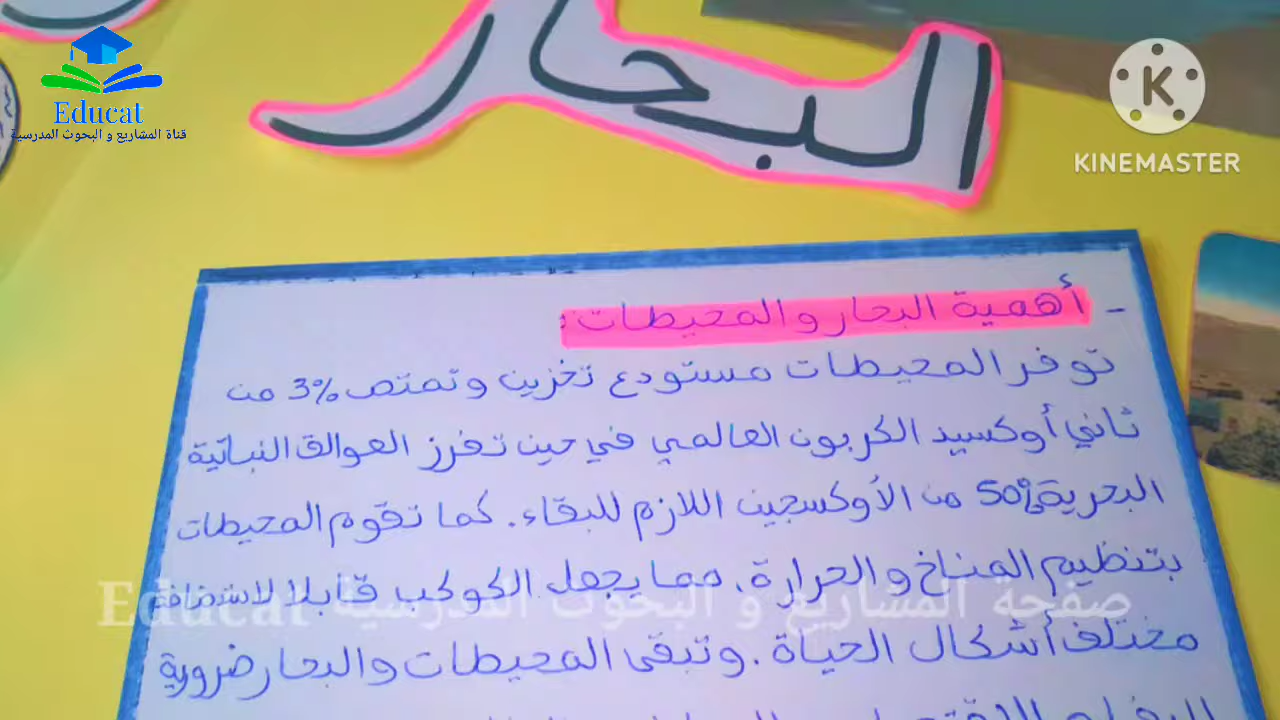 البحار
Educat
قناة المشاريع و البحوث المدرسية
K
KINEMASTER
- أهمية البحار والمحيطات:
توفر المحيطات مستودع تخزين وتمتص 3% من
ثاني أوكسيد الكربون العالمي في حين تفرز العوالق النباتية
البحرية 50% من الأوكسجين اللازم للبقاء. كما تقوم المحيطات
بتنظيم المناخ والحرارة. مما يجعل الكوكب قابلا لاستضافة
صفحة المشاريع و البحوث المدرسية Educat
مختلف أشكال الحياة. وتبقى المحيطات والبحار ضرورية